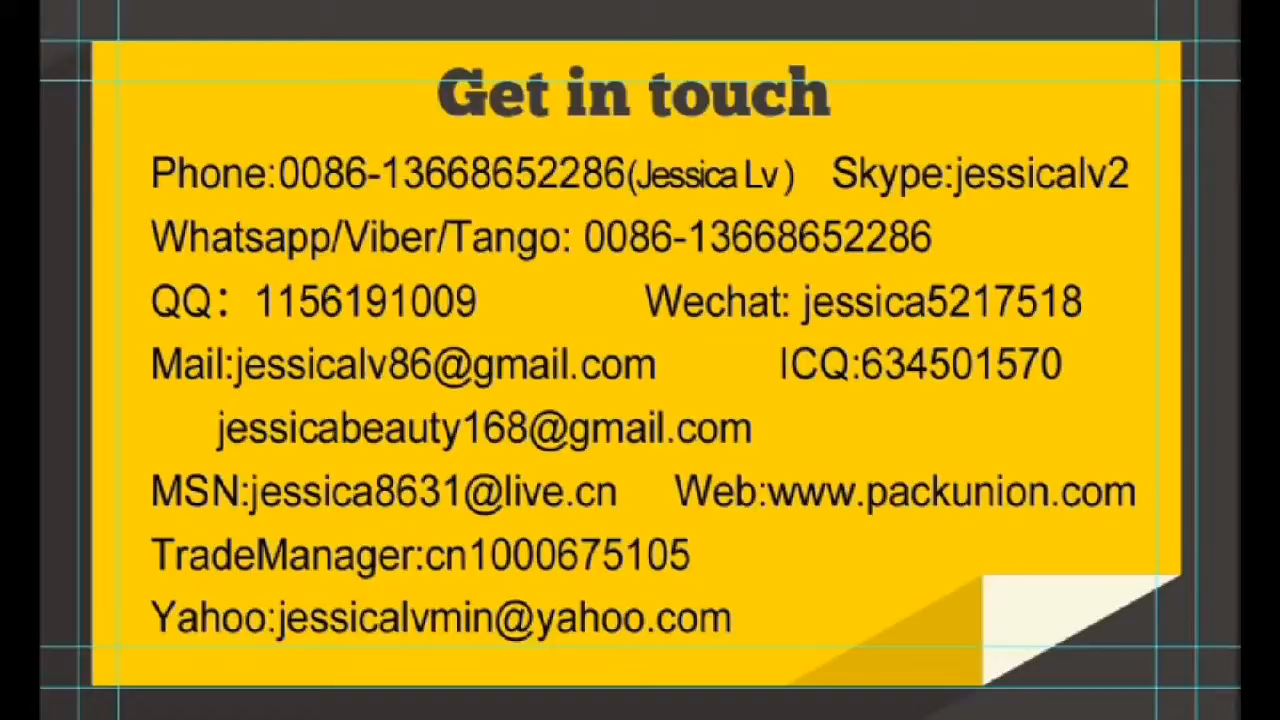 Get in touch
Phone:0086-13668652286(Jessica Lv) Skype:jessicalv2
Whatsapp/Viber/Tango: 0086-13668652286
QQ：1156191009 Wechat: jessica5217518
Mail:jessicalv86@gmail.com ICQ:634501570
jessicabeauty168@gmail.com
MSN:jessica8631@live.cn Web:www.packunion.com
TradeManager:cn1000675105
Yahoo:jessicalvmin@yahoo.com